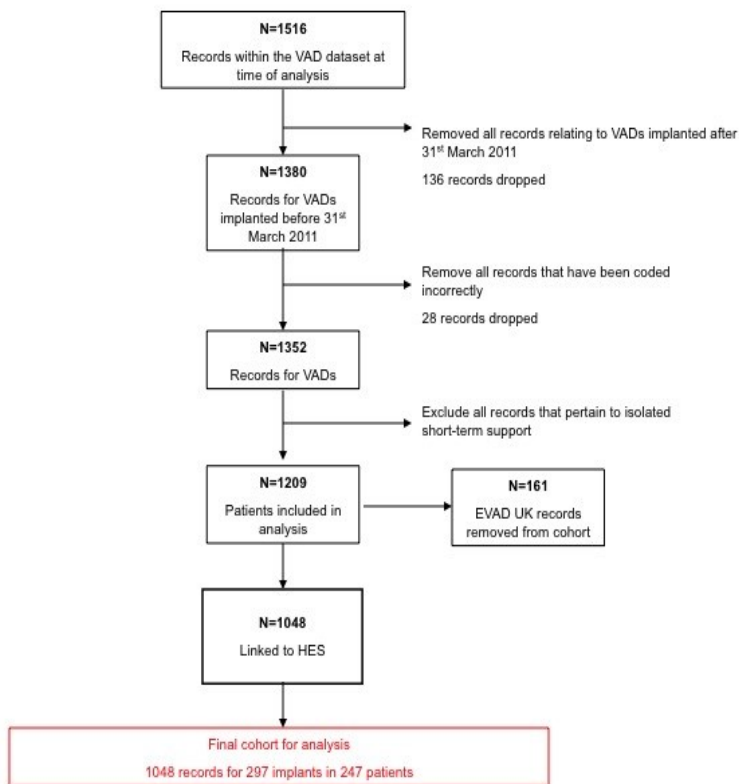 N=1516
Records within the VAD dataset at
time of analysis
Removed all records relating to VADs implanted after
31st March 2011
136 records dropped
N=1380
Records for VADs
implanted before 31st
March 2011
Remove all records that have been coded
incorrectly
28 records dropped
N=1352
Records for VADs
Exclude all records that pertain to isolated
short-term support
N=1209
Patients included in
analysis
N=161
EVAD UK records
removed from cohort
N=1048
Linked to HES
Final cohort for analysis
1048 records for 297 implants in 247 patients